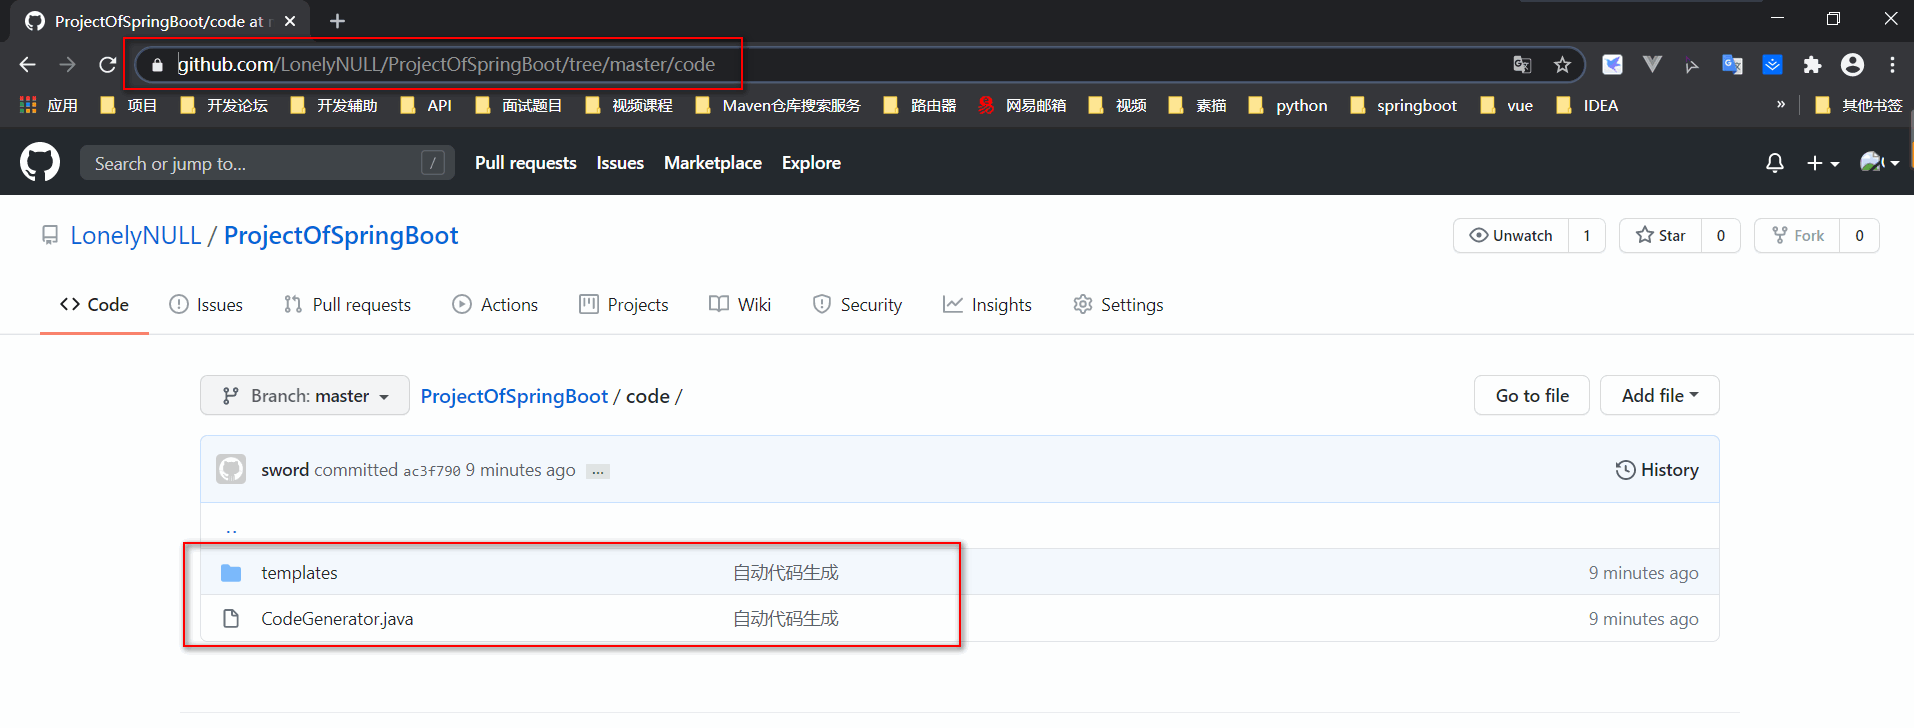 ProjectOfSpringBoot/code at
github.com/LonelyNULL/ProjectOfSpringBoot/tree/master/code
应用 项目 开发论坛 开发辅助 API 面试题目 视频课程 Maven仓库搜索服务 路由器 网易邮箱 视频 素描 python springboot vue IDEA » 其他书签
Search or jump to... / Pull requests Issues Marketplace Explore
LonelyNULL / ProjectOfSpringBoot Unwatch 1 Star 0 Fork 0
Code Issues Pull requests Actions Projects Wiki Security Insights Settings
Branch: master ProjectOfSpringBoot / code / Go to file Add file
sword committed ac3f790 9 minutes ago ... History
..
templates 自动代码生成 9 minutes ago
CodeGenerator.java 自动代码生成 9 minutes ago